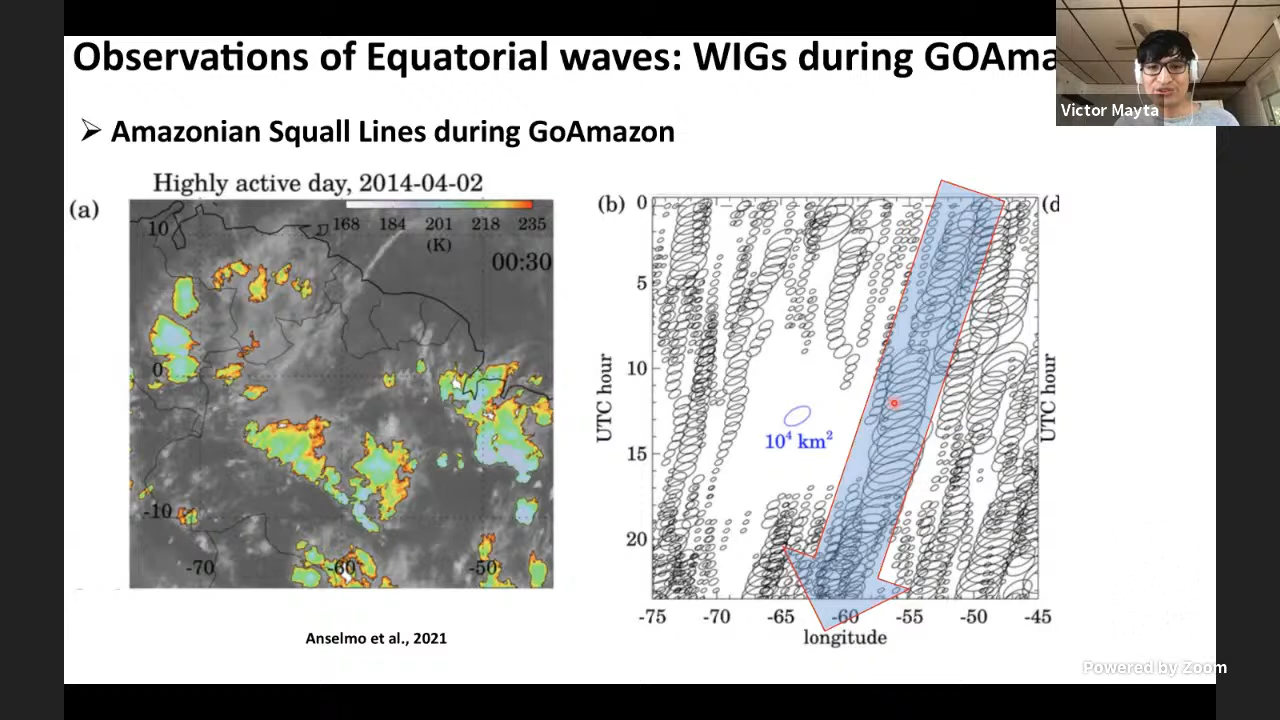 Observations of Equatorial waves: WIGs during GOAma
Victor Mayta
➢ Amazonian Squall Lines during GoAmazon
Highly active day, 2014-04-02
(a)
168 184 201 218 235
(K)
00:30
10
0
-10
-70 -60 -50
(b)
0
5
10
15
20
UTC hour
10⁴ km²
-75 -70 -65 -60 -55 -50 -45
longitude
(d
UTC hour
Anselmo et al., 2021
Powered by Zoom